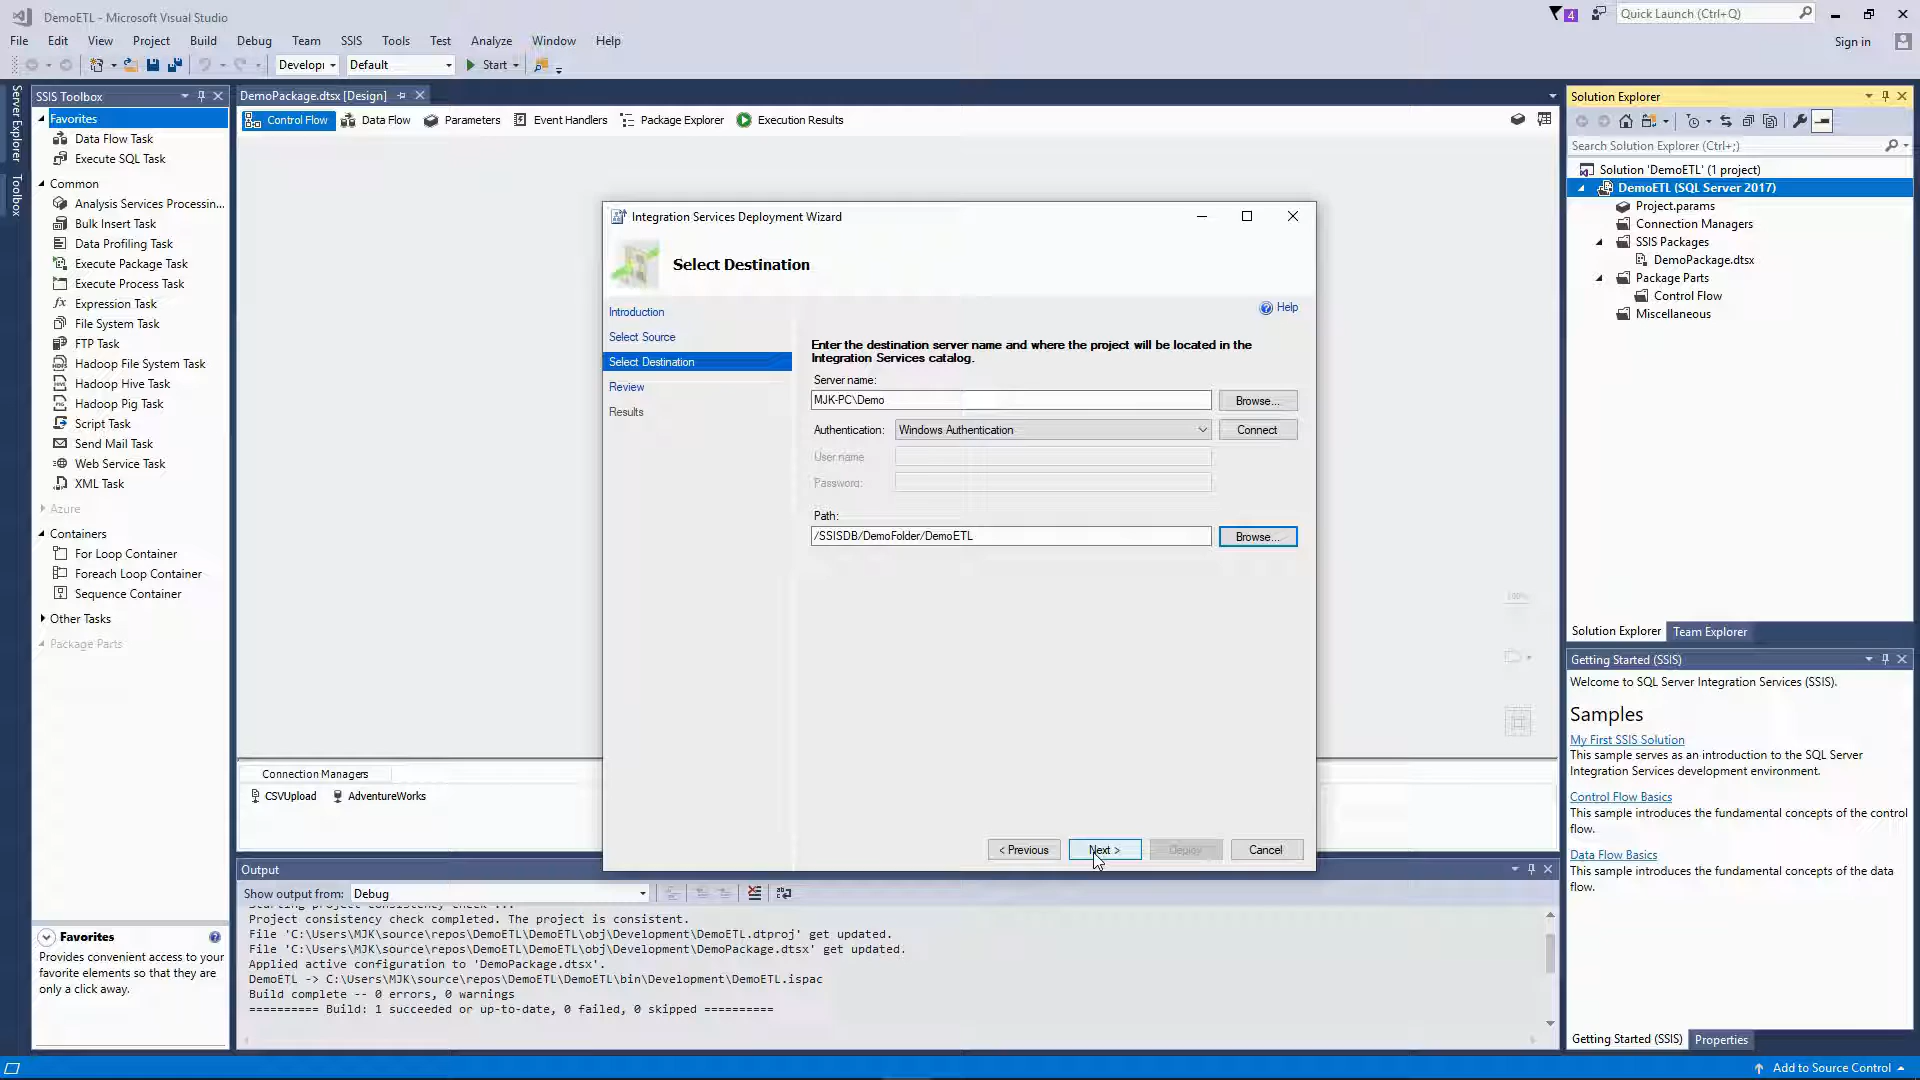 DemoETL - Microsoft Visual Studio
4
Quick Launch (Ctrl+Q)
File Edit View Project Build Debug Team SSIS Tools Test Analyze Window Help
Sign in
Develop Default Start
Server Explorer
Toolbox
SSIS Toolbox
Favorites
Data Flow Task
Execute SQL Task
Common
Analysis Services Processin...
Bulk Insert Task
Data Profiling Task
Execute Package Task
Execute Process Task
Expression Task
File System Task
FTP Task
Hadoop File System Task
Hadoop Hive Task
Hadoop Pig Task
Script Task
Send Mail Task
Web Service Task
XML Task
Azure
Containers
For Loop Container
Foreach Loop Container
Sequence Container
Other Tasks
Package Parts
Favorites
Provides convenient access to your
favorite elements so that they are
only a click away.
DemoPackage.dtsx [Design]
Control Flow Data Flow Parameters Event Handlers Package Explorer Execution Results
100%
Integration Services Deployment Wizard
Select Destination
Introduction
Select Source
Select Destination
Review
Results
Help
Enter the destination server name and where the project will be located in the
Integration Services catalog.
Server name:
MJK-PC\Demo Browse...
Authentication: Windows Authentication Connect
User name
Password:
Path:
/SSISDB/DemoFolder/DemoETL Browse...
< Previous Next > Deploy Cancel
Connection Managers
CSVUpload AdventureWorks
Output
Show output from: Debug
Starting project consistency check ...
Project consistency check completed. The project is consistent.
File 'C:\Users\MJK\source\repos\DemoETL\DemoETL\obj\Development\DemoETL.dtproj' get updated.
File 'C:\Users\MJK\source\repos\DemoETL\DemoETL\obj\Development\DemoPackage.dtsx' get updated.
Applied active configuration to 'DemoPackage.dtsx'.
DemoETL -> C:\Users\MJK\source\repos\DemoETL\DemoETL\bin\Development\DemoETL.ispac
Build complete -- 0 errors, 0 warnings
========== Build: 1 succeeded or up-to-date, 0 failed, 0 skipped ==========
Solution Explorer
Search Solution Explorer (Ctrl+;)
Solution 'DemoETL' (1 project)
DemoETL (SQL Server 2017)
Project.params
Connection Managers
SSIS Packages
DemoPackage.dtsx
Package Parts
Control Flow
Miscellaneous
Solution Explorer Team Explorer
Getting Started (SSIS)
Welcome to SQL Server Integration Services (SSIS).
Samples
My First SSIS Solution
This sample serves as an introduction to the SQL Server
Integration Services development environment.
Control Flow Basics
This sample introduces the fundamental concepts of the control
flow.
Data Flow Basics
This sample introduces the fundamental concepts of the data
flow.
Getting Started (SSIS) Properties
Add to Source Control